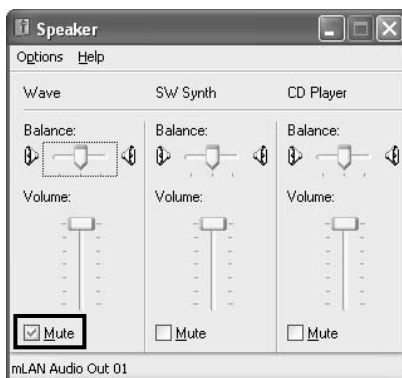 Speaker
Options Help
Wave SW Synth CD Player
Balance: Balance: Balance:
Volume: Volume: Volume:
Mute Mute Mute
mLAN Audio Out 01